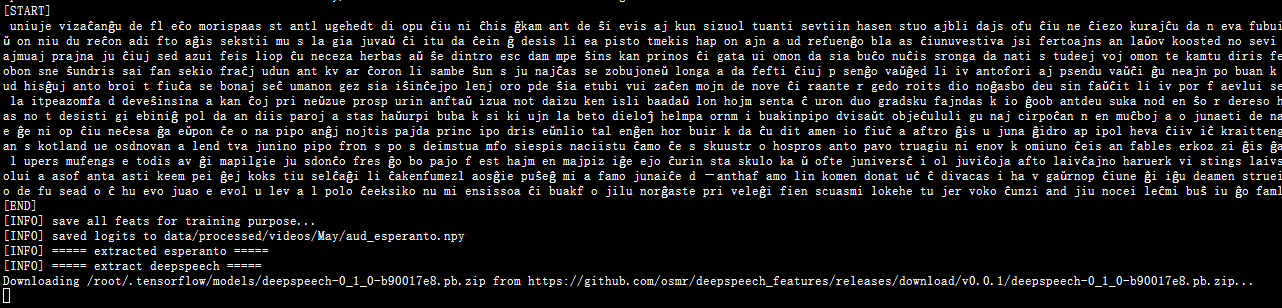 [START]
uniuje vizaĉanĝu de fl eĉo morispaas st antl ugehedt di opu ĉiu ni ĉhis ĝkam ant de ŝi evis aj kun sizuol tuanti sevtiin hasen stuo ajbli dajs ofu ĉiu ne ĉiezo kuraĵĉu da n eva fubui
ŭ on niu du reĉon adi fto aĝis sekstii mu s la gia juvaŭ ĉi itu da ĉein ĝ desis li ea pisto tmekis hap on ajn a ud refuenĝo bla as ĉiunuvestiva jsi fertoajns an laŭov koosted no sevi
ajmuaj prajna ju ĉiuj sed azui feis liop ĉu neceza herbas aŭ ŝe dintro esc dam mpe ŝins kan prinos ĉi gata ui omon da sia buĉo nuĉis sronga da nati s tudeej voj omon te kamtu diris fe
obon sne ŝundris sai fan sekio fraĉj udun ant kv ar ĉoron li sambe ŝun s ju najĉas se zobujoneŭ longa a da fefti ĉiuj p senĝo vaŭĝed li iv antofori aj psendu vaŭĉi ĝu neajn po buan k
ud hisĝuj anto broi t fiuĉa se bonaj seĉ umanon gez sia iŝinĉejpo lenj oro pde ŝia etubi vui zaĉen mojn de nove ĉi raante r gedo roits dio noĝasbo deu sin faŭĉit li iv por f aevlui se
la itpeazomfa d deveŝinsina a kan ĉoj pri neŭzue prosp urin anftaŭ izua not daizu ken isli baadaŭ lon hojm senta ĉ uron duo gradsku fajndas k io ĝoob antdeu suka nod en ŝo r dereso h
as no t desisti gi ebiniĝ pol da an diis paroj a stas haŭurpi buba k si ki ujn la beto dieloĵ helmpa ornn it i buakinpipo dvisaŭt objeĉululi gu naj cirpoĉan n en muĉboj a o junaeti de na
e ĝe ni op ĉiu neĉesa ĝa eŭpon ĉe o na pipo anĝj nojtis pajda princ ipo dris eŭnlio tal enĝen hor buir k da ĉu dit amen io fiuĉ a aftro ĝis u juna ĝidro ap ipol heva ĉiiv iĉ kraitteng
an s kotland ue osdnovan a lend tva junino pipo fron s po s deimstua mfo siespis naciistu ĉamo ĉe s skuustr o hospros anto pavo truagiu ni enov k omiuno ĉeis an fables erkoz zi ĝis ĝa
l upers mufengs e todis av ĝi mapilgie ju sdonĉo fres ĝo bo pajo f est hajm en majpiz iĝe ejo ĉurin sta skulo ka ŭ ofte juniversĉ i ol juviĉoja afto laivĉajno haruerk vi stings laivs
olui a asof anta asti keem pei ĝej koks tiu selĉaĝi li ĉakenfumezl aosĝie puŝeĝ mi a famo junaiĉe d －anthaf amo lin komen donat uĉ ĉ divacas i ha v gaŭrnop ĉiune ĝi iĝu deamen struei
o de fu sead o ĉ hu evo juao e evol u lev a l polo ĉeeksiko nu mi ensissoa ĉi buakf o jilu norĝaste pri veleĝi fien scuasmi lokehe tu jer voko ĉunzi and jiu nocei leĉmi buŝ iu ĝo faml
[END]
[INFO] save all feats for training purpose...
[INFO] saved logits to data/processed/videos/May/aud_esperanto.npy
[INFO] ===== extracted esperanto =====
[INFO] ===== extract deepspeech =====
Downloading /root/.tensorflow/models/deepspeech-0_1_0-b90017e8.pb.zip from https://github.com/osmr/deepspeech_features/releases/download/v0.0.1/deepspeech-0_1_0-b90017e8.pb.zip...